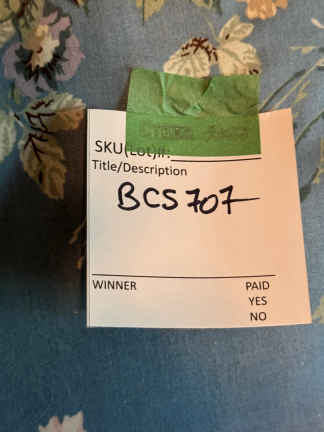 SKU(Lot)#:
Title/Description
BCS 707
WINNER PAID
YES
NO